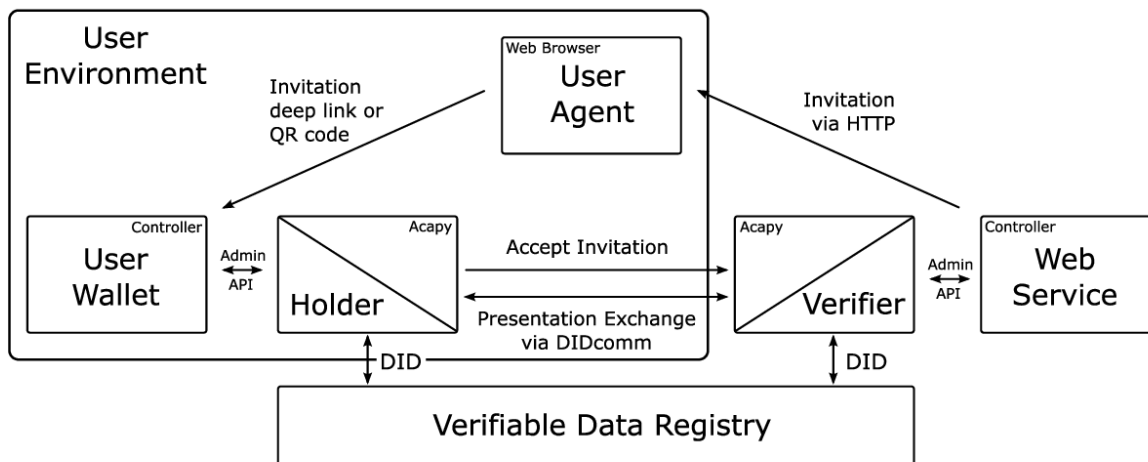 User
Environment
Web Browser
User
Agent
Invitation
deep link or
QR code
Invitation
via HTTP
Controller
User
Wallet
Admin
API
Acapy
Holder
Accept Invitation
Presentation Exchange
via DIDcomm
Acapy
Verifier
Admin
API
Controller
Web
Service
DID
DID
Verifiable Data Registry